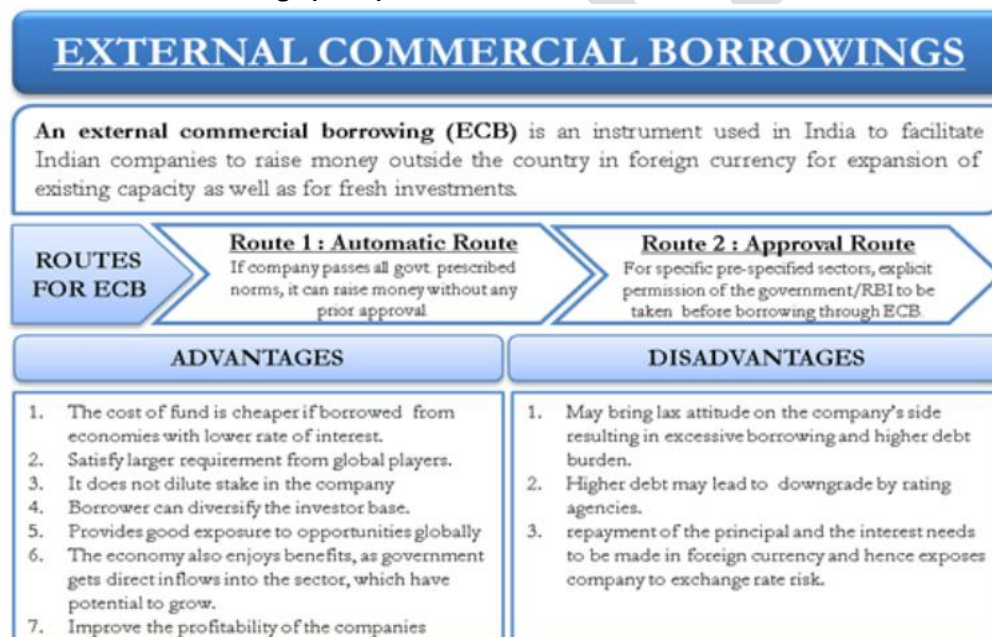 EXTERNAL COMMERCIAL BORROWINGS
An external commercial borrowing (ECB) is an instrument used in India to facilitate
Indian companies to raise money outside the country in foreign currency for expansion of
existing capacity as well as for fresh investments.
ROUTES
FOR ECB
Route 1 : Automatic Route
If company passes all govt. prescribed
norms, it can raise money without any
prior approval.
Route 2 : Approval Route
For specific pre-specified sectors, explicit
permission of the government/RBI to be
taken before borrowing through ECB.
ADVANTAGES
1. The cost of fund is cheaper if borrowed from
economies with lower rate of interest.
2. Satisfy larger requirement from global players.
3. It does not dilute stake in the company
4. Borrower can diversify the investor base.
5. Provides good exposure to opportunities globally
6. The economy also enjoys benefits, as government
gets direct inflows into the sector, which have
potential to grow.
7. Improve the profitability of the companies
DISADVANTAGES
1. May bring lax attitude on the company's side
resulting in excessive borrowing and higher debt
burden.
2. Higher debt may lead to downgrade by rating
agencies.
3. repayment of the principal and the interest needs
to be made in foreign currency and hence exposes
company to exchange rate risk.